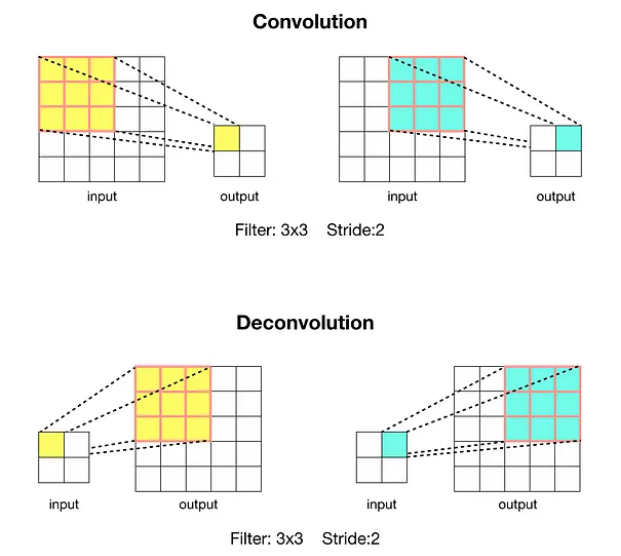 Convolution
input output input output
Filter: 3x3 Stride:2
Deconvolution
input output input output
Filter: 3x3 Stride:2